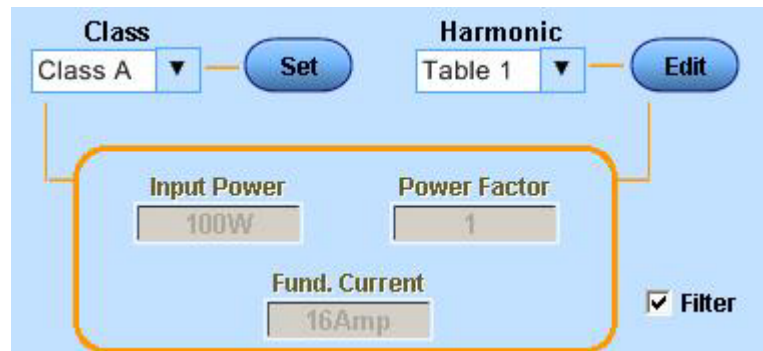 Class Harmonic
Class A Set Table 1 Edit
Input Power Power Factor
100W 1
Fund. Current
16Amp
Filter